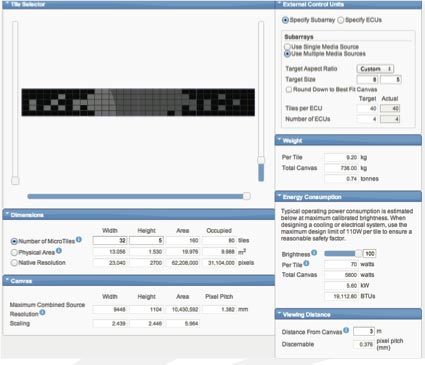 Tile Selector
External Control Units
Specify Subarray Specify ECUs
Subarrays
Use Single Media Source
Use Multiple Media Sources
Target Aspect Ratio Custom
Target Size 8 5
Round Down to Best Fit Canvas
Target Actual
Tiles per ECU 40 40
Number of ECUs 4 4
Weight
Per Tile 9.20 kg
Total Canvas 736.00 kg
0.74 tonnes
Energy Consumption
Typical operating power consumption is estimated
below at maximum calibrated brightness. When
designing a cooling or electrical system, use the
maximum design limit of 110W per tile to ensure a
reasonable safety factor.
Brightness 100
Per Tile 70 watts
Total Canvas 5600 watts
5.60 kW
19,112.80 BTUs
Viewing Distance
Distance From Canvas 3 m
Discernable 0.376 pixel pitch
(mm)
Dimensions
Width Height Area Occupied
Number of MicroTiles 32 5 160 80 tiles
Physical Area 13.056 1.530 19.976 9.988 m²
Native Resolution 23,040 2700 62,208,000 31,104,000 pixels
Canvas
Width Height Area Pixel Pitch
Maximum Combined Source
Resolution 9448 1104 10,430,592 1.382 mm
Scaling 2.439 2.446 5.964